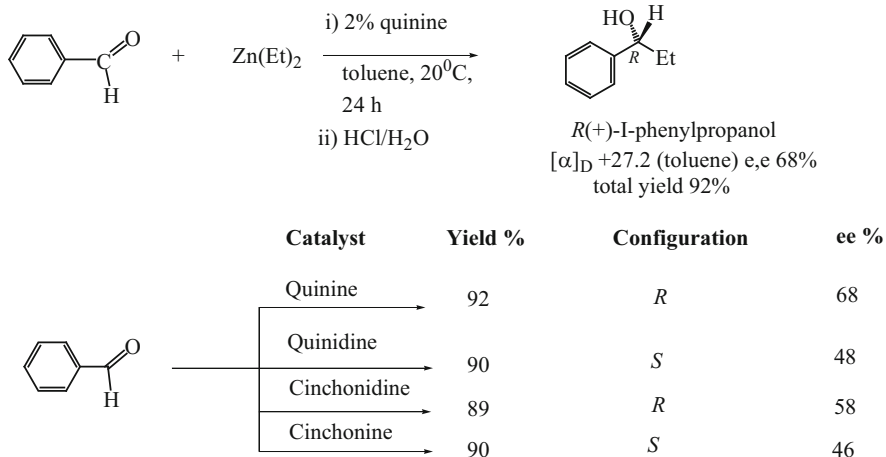 O
C
H
+
Zn(Et)₂
i) 2% quinine
toluene, 20⁰C,
24 h
ii) HCl/H₂O
HO H
R Et
R(+)-I-phenylpropanol
[α]D +27.2 (toluene) e,e 68%
total yield 92%
Catalyst Yield % Configuration ee %
Quinine 92 R 68
Quinidine 90 S 48
Cinchonidine 89 R 58
Cinchonine 90 S 46
O
H